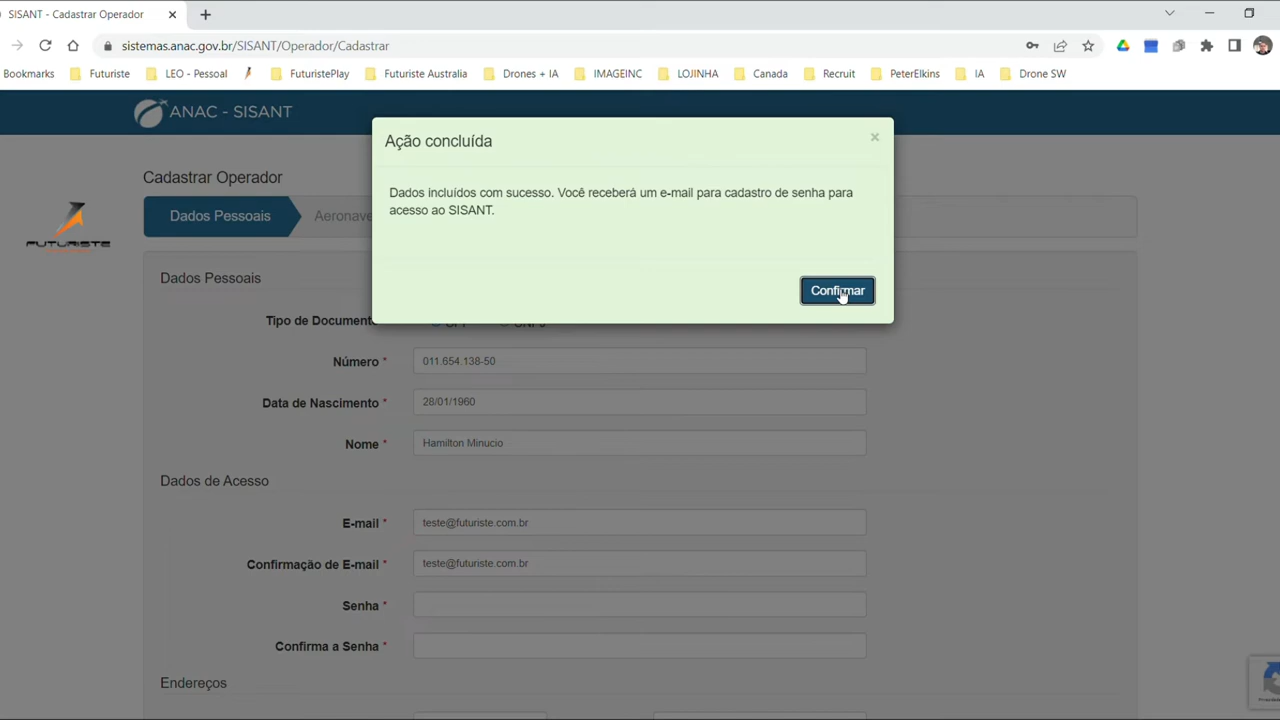 SISANT - Cadastrar Operador
sistemas.anac.gov.br/SISANT/Operador/Cadastrar
Bookmarks Futuriste LEO - Pessoal FuturistePlay Futuriste Australia Drones + IA IMAGEINC LOJINHA Canada Recruit PeterElkins IA Drone SW
ANAC - SISANT
Ação concluída
Dados incluídos com sucesso. Você receberá um e-mail para cadastro de senha para
acesso ao SISANT.
Confirmar
Cadastrar Operador
Dados Pessoais Aeronave
FUTURISTE
Dados Pessoais
Tipo de Documento CPF CNPJ
Número * 011.654.138-50
Data de Nascimento * 28/01/1960
Nome * Hamilton Minucio
Dados de Acesso
E-mail * teste@futuriste.com.br
Confirmação de E-mail * teste@futuriste.com.br
Senha *
Confirma a Senha *
Endereços